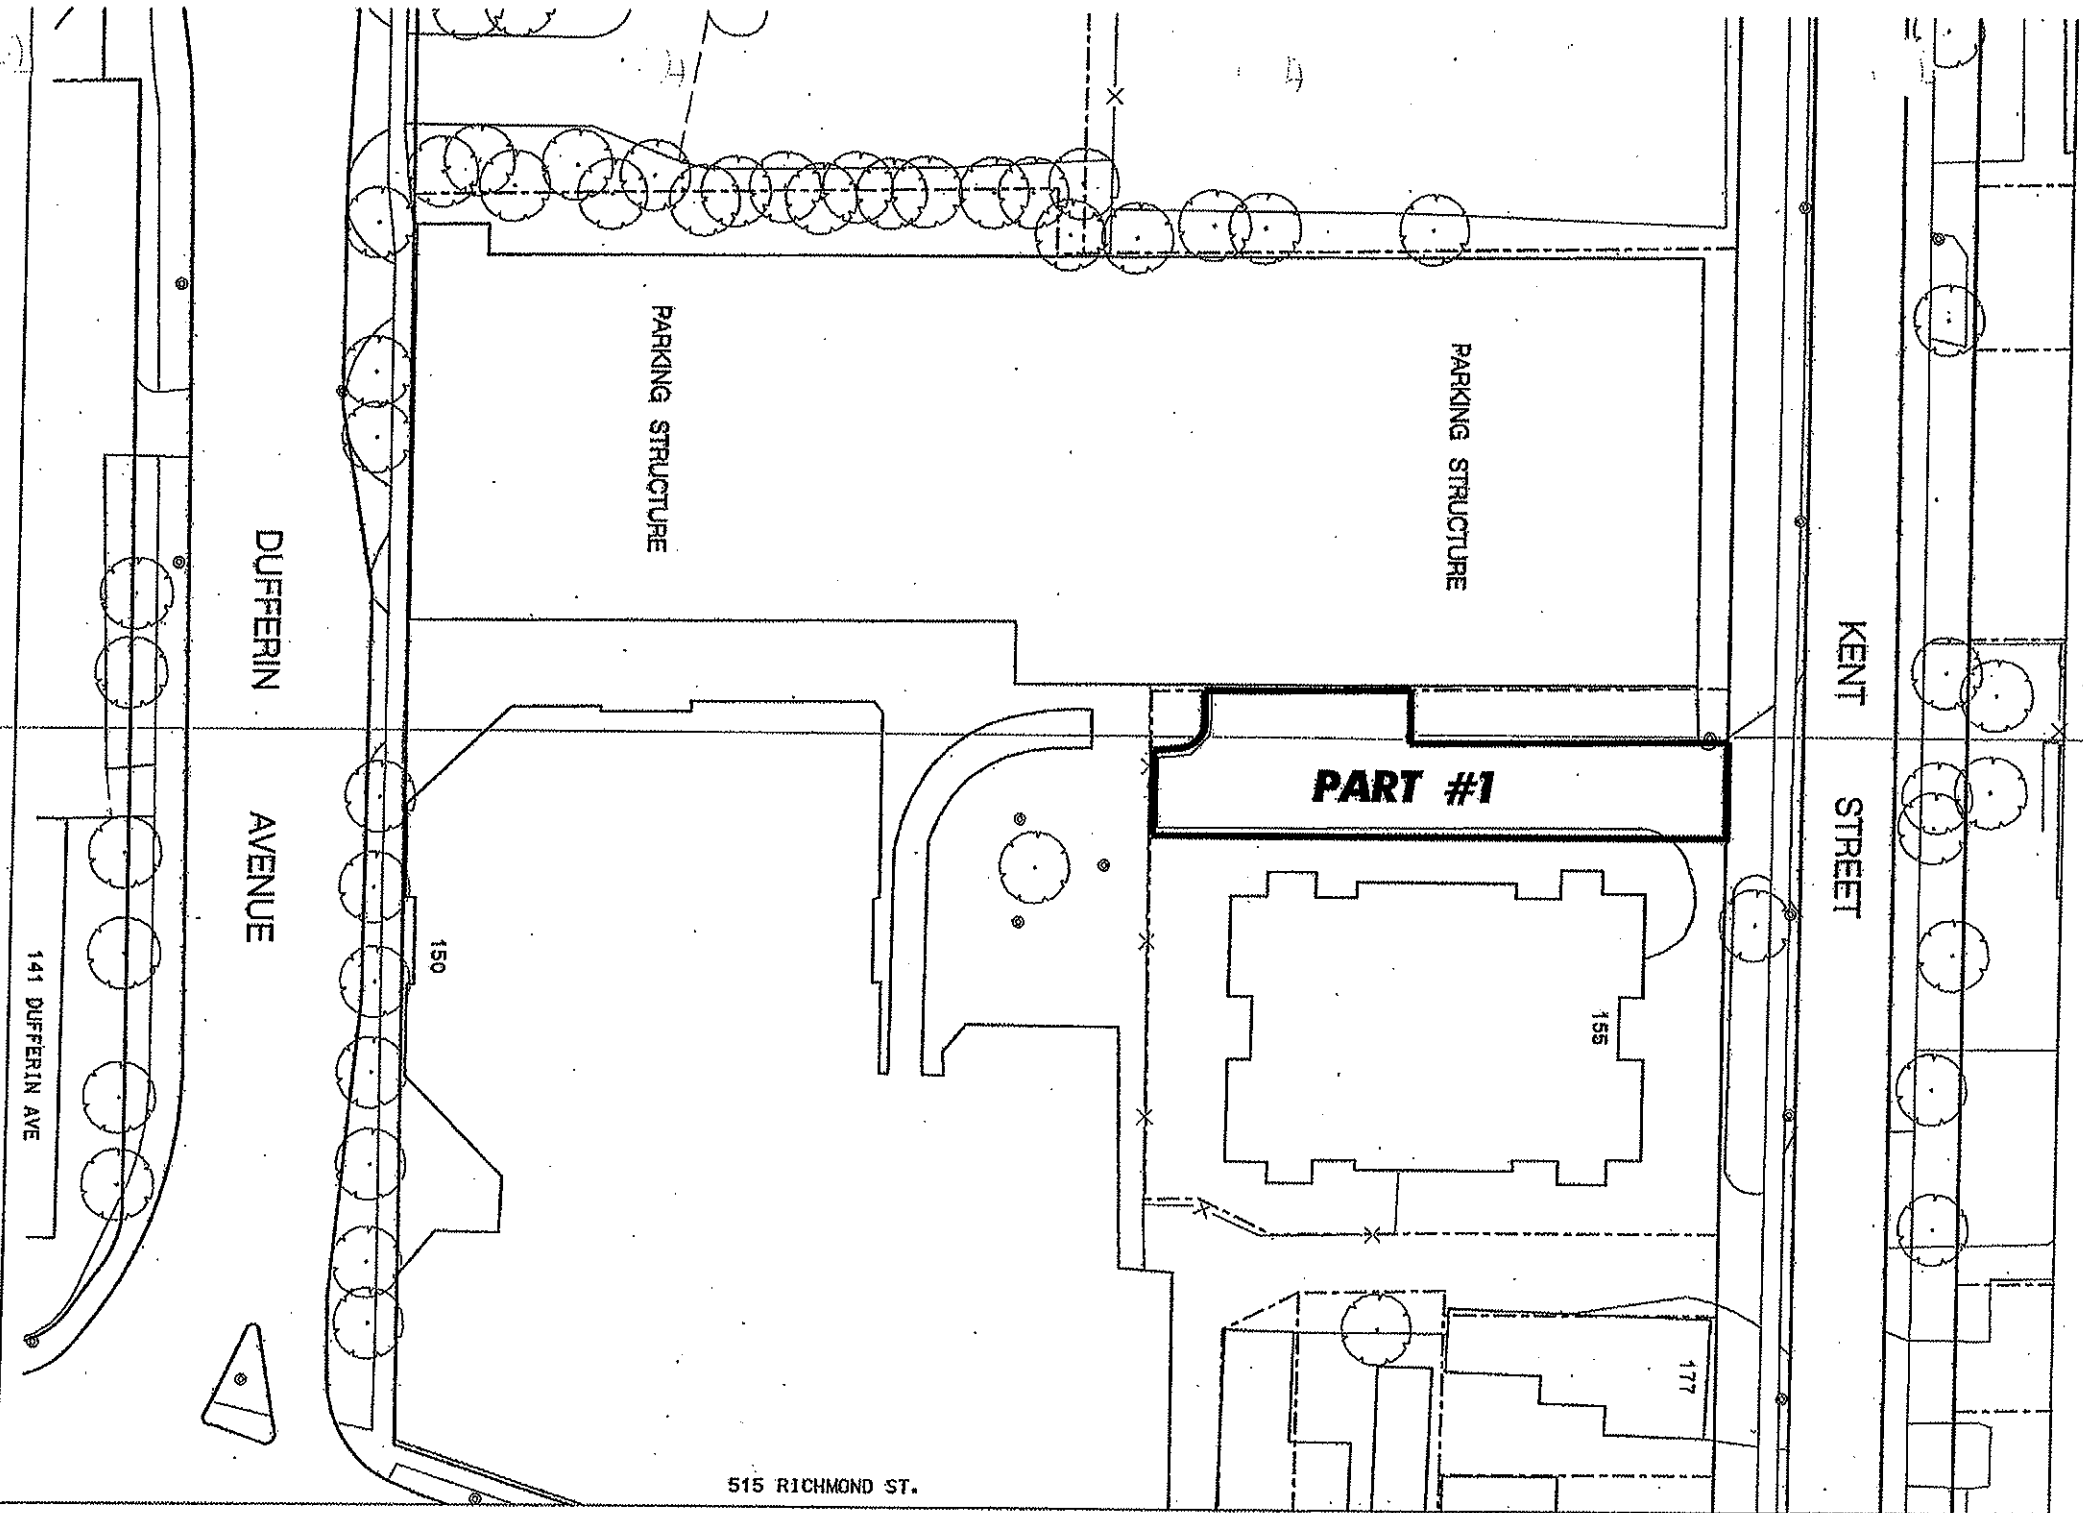 PARKING STRUCTURE
PARKING STRUCTURE
DUFFERIN AVENUE
KENT STREET
PART #1
150
155
141 DUFFERIN AVE
177
515 RICHMOND ST.